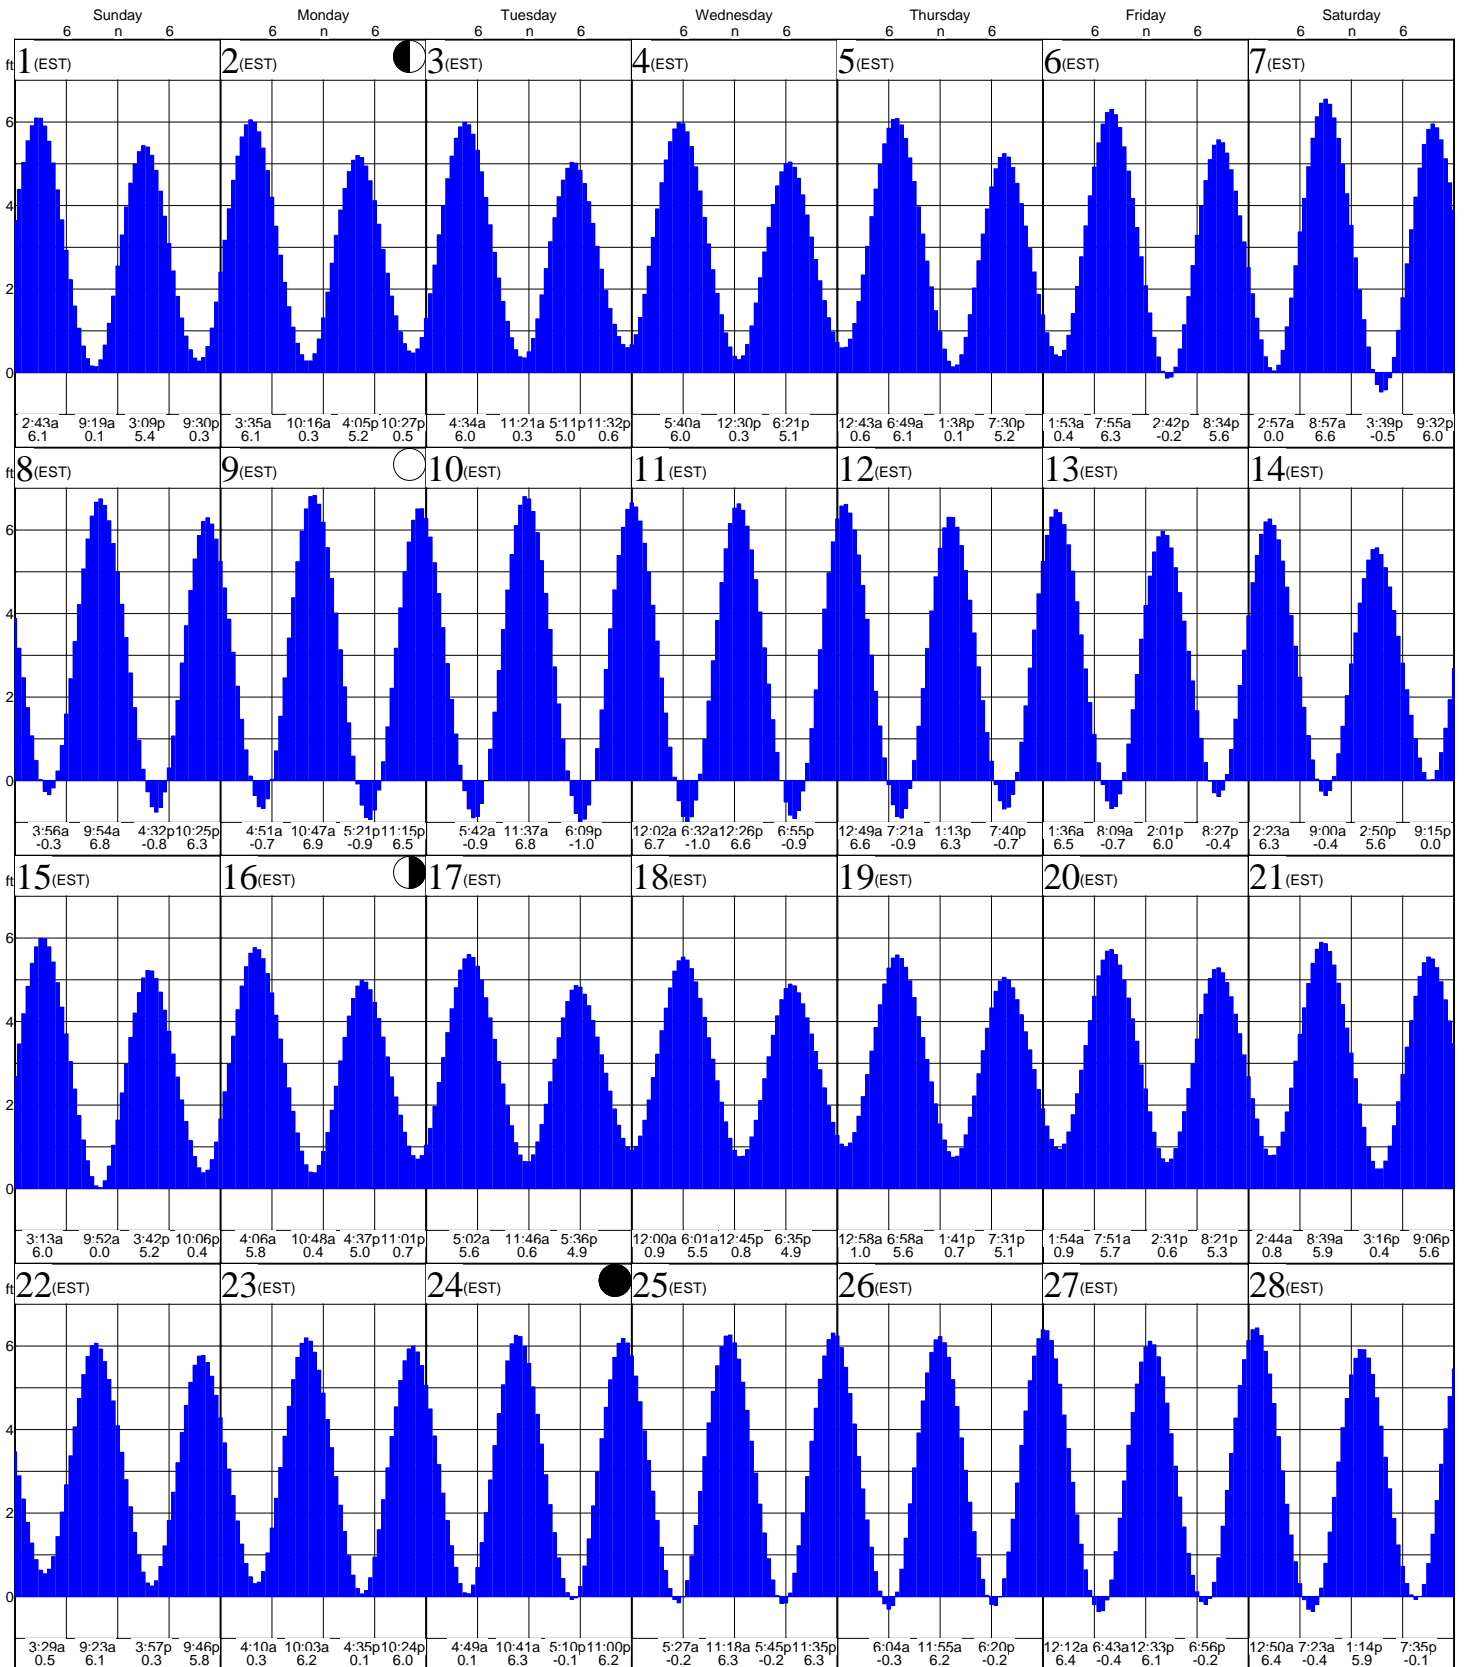 Sunday Monday Tuesday Wednesday Thursday Friday Saturday
6 n 6 6 n 6 6 n 6 6 n 6 6 n 6 6 n 6 6 n 6
ft 1(EST) 2(EST) 3(EST) 4(EST) 5(EST) 6(EST) 7(EST)
6
4
2
0
2:43a 9:19a 3:09p 9:30p 3:35a 10:16a 4:05p 10:27p 4:34a 11:21a 5:11p 11:32p 5:40a 12:30p 6:21p 12:43a 6:49a 1:38p 7:30p 1:53a 7:55a 2:42p 8:34p 2:57a 8:57a 3:39p 9:32p
6.1 0.1 5.4 0.3 6.1 0.3 5.2 0.5 6.0 0.3 5.0 0.6 6.0 0.3 5.1 0.6 6.1 0.1 5.2 0.4 6.3 -0.2 5.6 0.0 6.6 -0.5 6.0
ft 8(EST) 9(EST) 10(EST) 11(EST) 12(EST) 13(EST) 14(EST)
6
4
2
0
3:56a 9:54a 4:32p 10:25p 4:51a 10:47a 5:21p 11:15p 5:42a 11:37a 6:09p 12:02a 6:32a 12:26p 6:55p 12:49a 7:21a 1:13p 7:40p 1:36a 8:09a 2:01p 8:27p 2:23a 9:00a 2:50p 9:15p
-0.3 6.8 -0.8 6.3 -0.7 6.9 -0.9 6.5 -0.9 6.8 -1.0 6.7 -1.0 6.6 -0.9 6.6 -0.9 6.3 -0.7 6.5 -0.7 6.0 -0.4 6.3 -0.4 5.6 0.0
ft 15(EST) 16(EST) 17(EST) 18(EST) 19(EST) 20(EST) 21(EST)
6
4
2
0
3:13a 9:52a 3:42p 10:06p 4:06a 10:48a 4:37p 11:01p 5:02a 11:46a 5:36p 12:00a 6:01a 12:45p 6:35p 12:58a 6:58a 1:41p 7:31p 1:54a 7:51a 2:31p 8:21p 2:44a 8:39a 3:16p 9:06p
6.0 0.0 5.2 0.4 5.8 0.4 5.0 0.7 5.6 0.6 4.9 0.9 5.5 0.8 4.9 1.0 5.6 0.7 5.1 0.9 5.7 0.6 5.3 0.8 5.9 0.4 5.6
ft 22(EST) 23(EST) 24(EST) 25(EST) 26(EST) 27(EST) 28(EST)
6
4
2
0
3:29a 9:23a 3:57p 9:46p 4:10a 10:03a 4:35p 10:24p 4:49a 10:41a 5:10p 11:00p 5:27a 11:18a 5:45p 11:35p 6:04a 11:55a 6:20p 12:12a 6:43a 12:33p 6:56p 12:50a 7:23a 1:14p 7:35p
0.5 6.1 0.3 5.8 0.3 6.2 0.1 6.0 0.1 6.3 -0.1 6.2 -0.2 6.3 -0.2 6.3 -0.3 6.2 -0.2 6.4 -0.4 6.1 -0.2 6.4 -0.4 5.9 -0.1